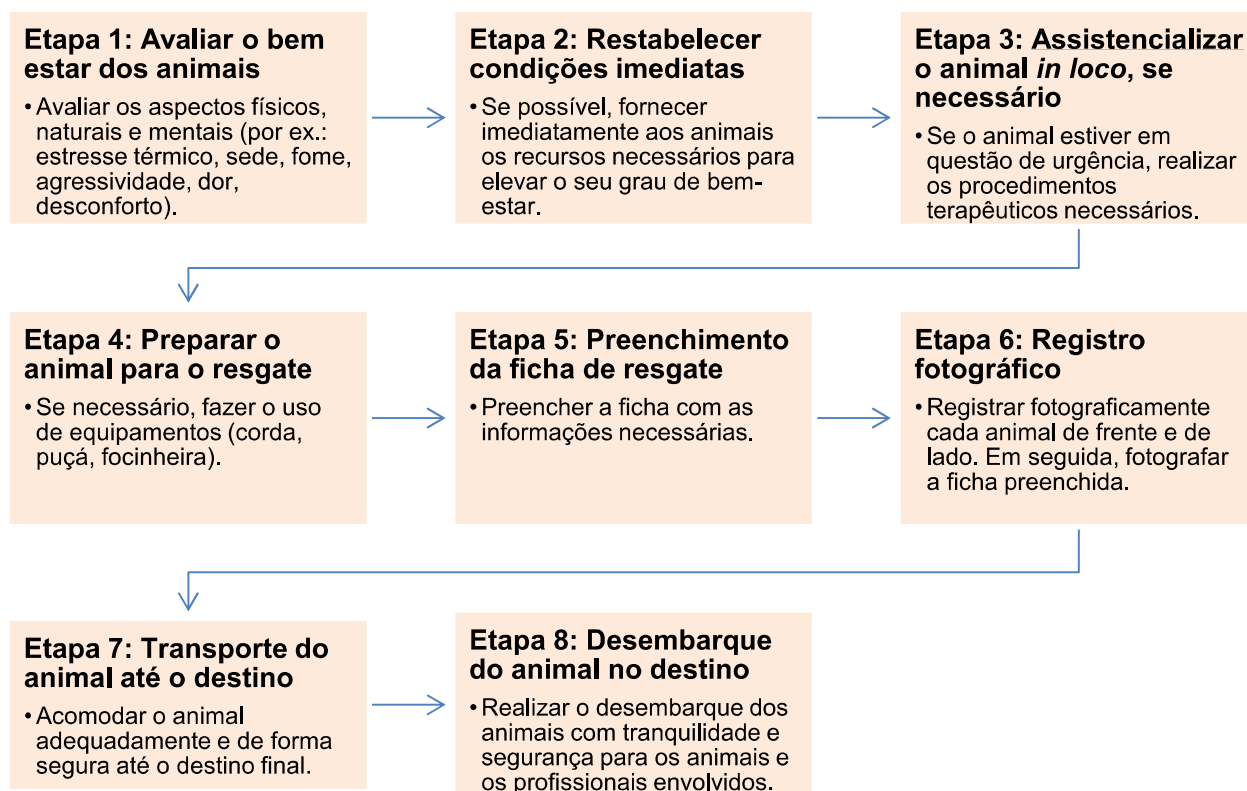 Etapa 1: Avaliar o bem
estar dos animais
• Avaliar os aspectos físicos,
naturais e mentais (por ex.:
estresse térmico, sede, fome,
agressividade, dor,
desconforto).
Etapa 2: Restabelecer
condições imediatas
• Se possível, fornecer
imediatamente aos animais
os recursos necessários para
elevar o seu grau de bem-
estar.
Etapa 3: Assistencializar
o animal in loco, se
necessário
• Se o animal estiver em
questão de urgência, realizar
os procedimentos
terapêuticos necessários.
Etapa 4: Preparar o
animal para o resgate
• Se necessário, fazer o uso
de equipamentos (corda,
puçá, focinheira).
Etapa 5: Preenchimento
da ficha de resgate
• Preencher a ficha com as
informações necessárias.
Etapa 6: Registro
fotográfico
• Registrar fotograficamente
cada animal de frente e de
lado. Em seguida, fotografar
a ficha preenchida.
Etapa 7: Transporte do
animal até o destino
• Acomodar o animal
adequadamente e de forma
segura até o destino final.
Etapa 8: Desembarque
do animal no destino
• Realizar o desembarque dos
animais com tranquilidade e
segurança para os animais e
os profissionais envolvidos.